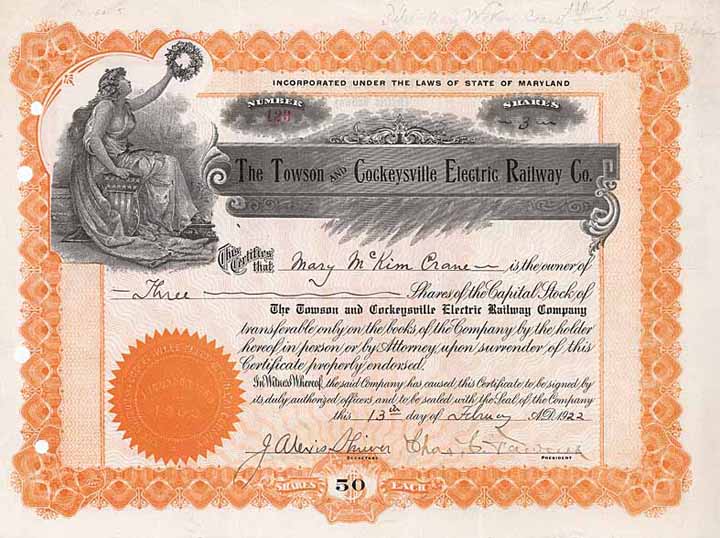 INCORPORATED UNDER THE LAWS OF STATE OF MARYLAND
NUMBER
123
SHARES
3
The Towson AND Cockeysville Electric Railway Co.
This Certifies that Mary McKim Crane is the owner of
Three Shares of the Capital Stock of
The Towson and Cockeysville Electric Railway Company
transferable only on the books of the Company by the holder
hereof in person or by Attorney upon surrender of this
Certificate properly endorsed.
In Witness Whereof, the said Company has caused this Certificate to be signed by
its duly authorized officers and to be sealed with the Seal of the Company
this 13th day of February A.D. 1922
J Alexis Shriver Chas
SECRETARY PRESIDENT
SHARES $50 EACH